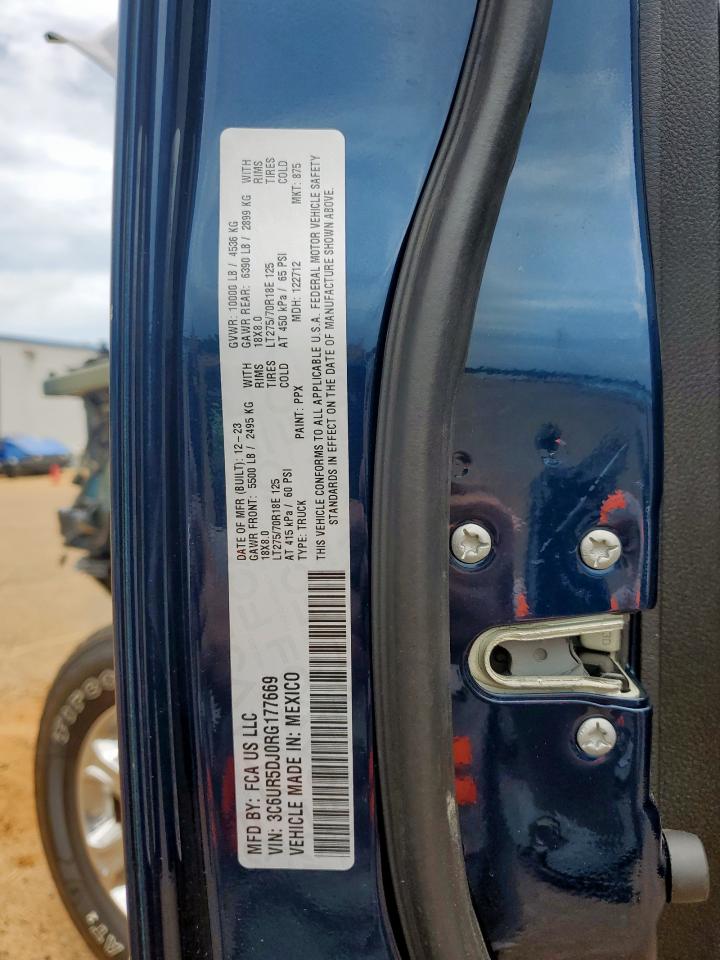 MFD BY: FCA US LLC
VIN: 3C6UR5DJ0RG177669
VEHICLE MADE IN: MEXICO
DATE OF MFR (BUILT): 12-23
GAWR FRONT: 5500 LB / 2495 KG WITH
18X8.0 RIMS
LT275/70R18E 125 TIRES
AT 415 kPa / 60 PSI COLD
TYPE: TRUCK PAINT: PPX
GVWR: 10000 LB / 4536 KG
GAWR REAR: 6390 LB / 2899 KG WITH
18X8.0 RIMS
LT275/70R18E 125 TIRES
AT 450 kPa / 65 PSI COLD
MDH: 122712 MKT: 875
THIS VEHICLE CONFORMS TO ALL APPLICABLE U.S.A. FEDERAL MOTOR VEHICLE SAFETY
STANDARDS IN EFFECT ON THE DATE OF MANUFACTURE SHOWN ABOVE.